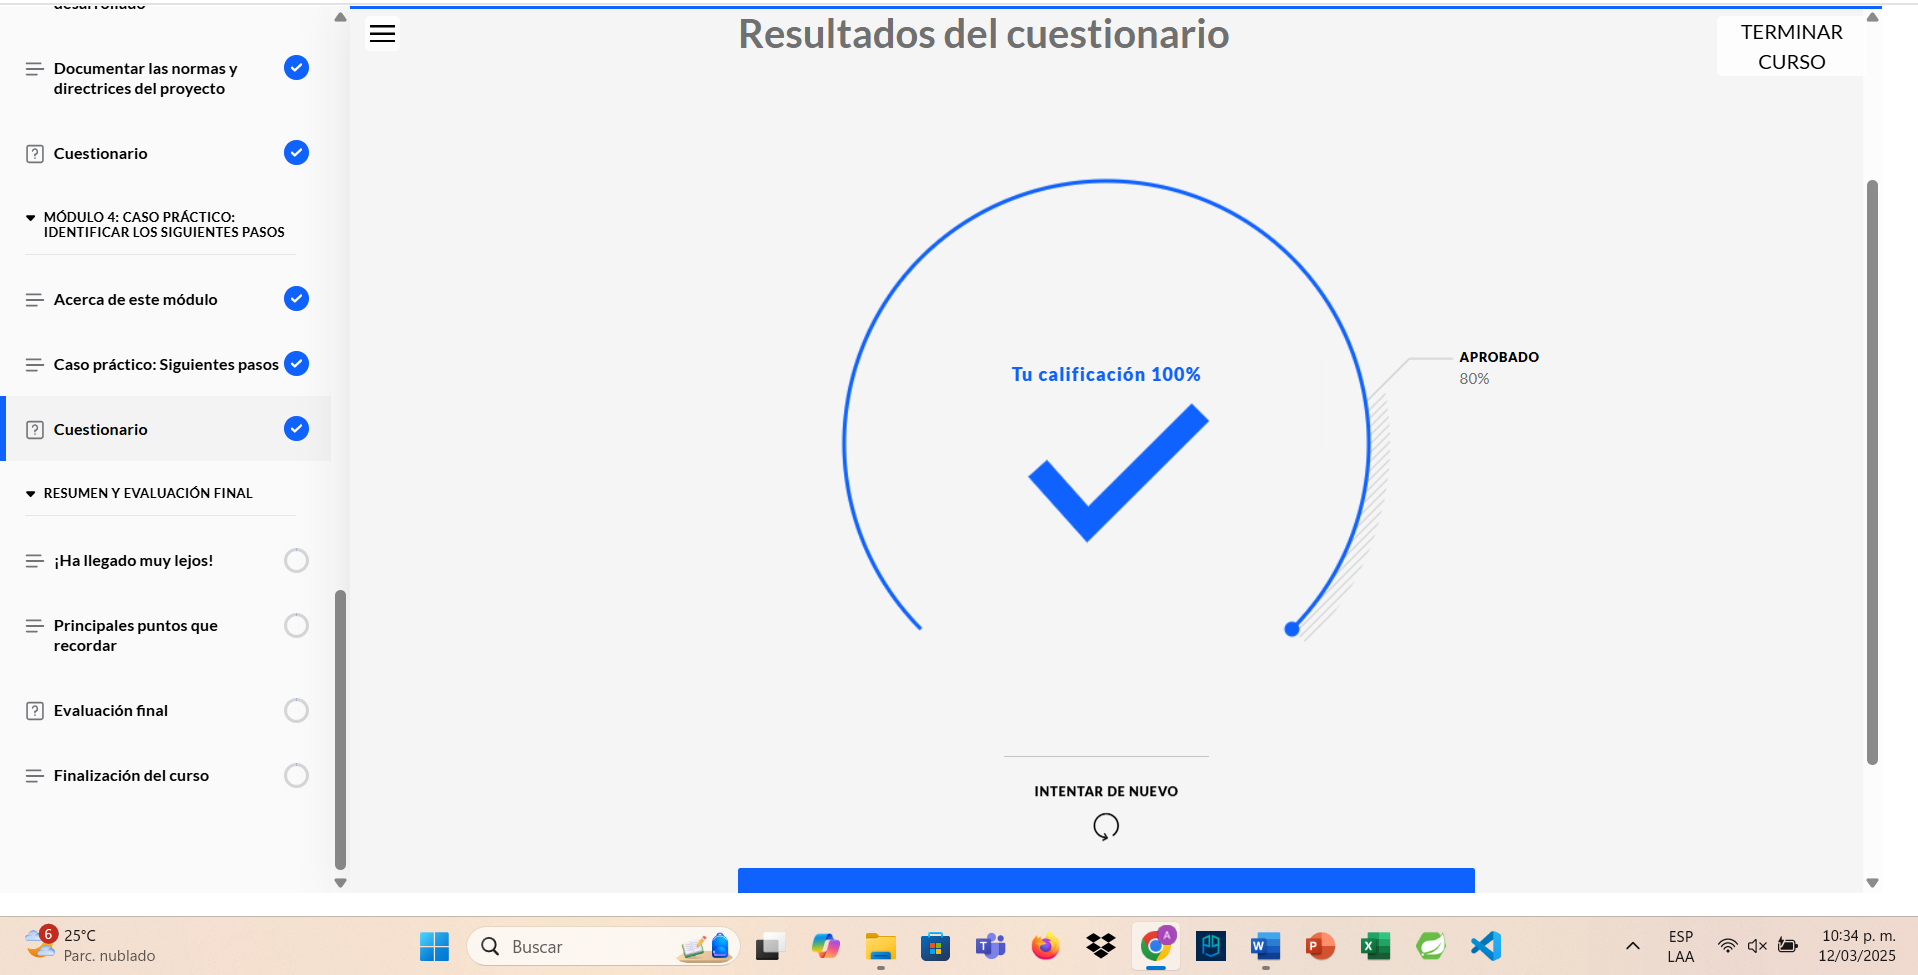 desarrollado
Documentar las normas y
directrices del proyecto
Cuestionario
MÓDULO 4: CASO PRÁCTICO:
IDENTIFICAR LOS SIGUIENTES PASOS
Acerca de este módulo
Caso práctico: Siguientes pasos
Cuestionario
RESUMEN Y EVALUACIÓN FINAL
¡Ha llegado muy lejos!
Principales puntos que
recordar
Evaluación final
Finalización del curso
Resultados del cuestionario
TERMINAR
CURSO
Tu calificación 100%
APROBADO
80%
INTENTAR DE NUEVO
6
25°C
Parc. nublado
Buscar
A
ESP
LAA
10:34 p. m.
12/03/2025